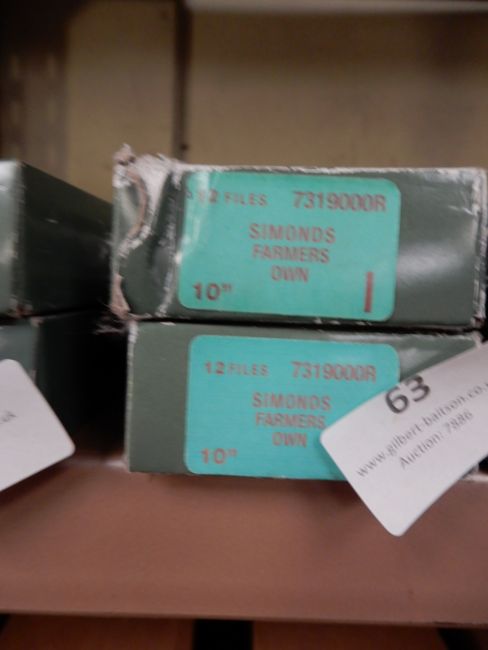 12 FILES 7319000R
SIMONDS
FARMERS
OWN
10"
12 FILES 7319000R
SIMONDS
FARMERS
OWN
10"
63
www.gilbert-baitson.co.
Auction: 7886